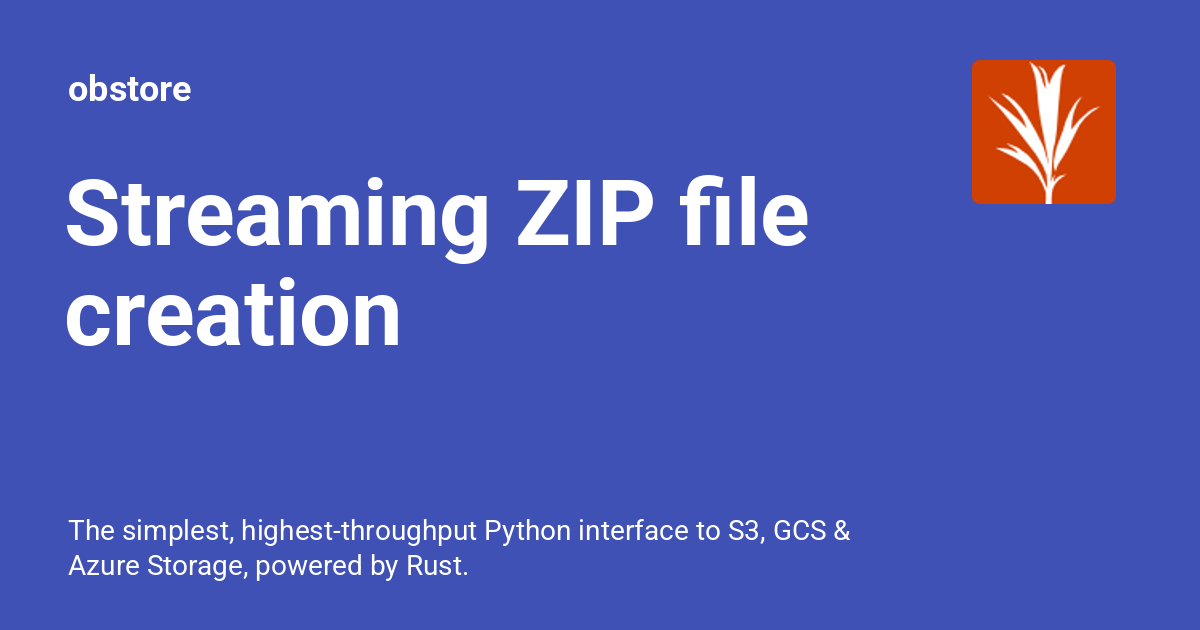 obstore
Streaming ZIP file
creation
The simplest, highest-throughput Python interface to S3, GCS &
Azure Storage, powered by Rust.